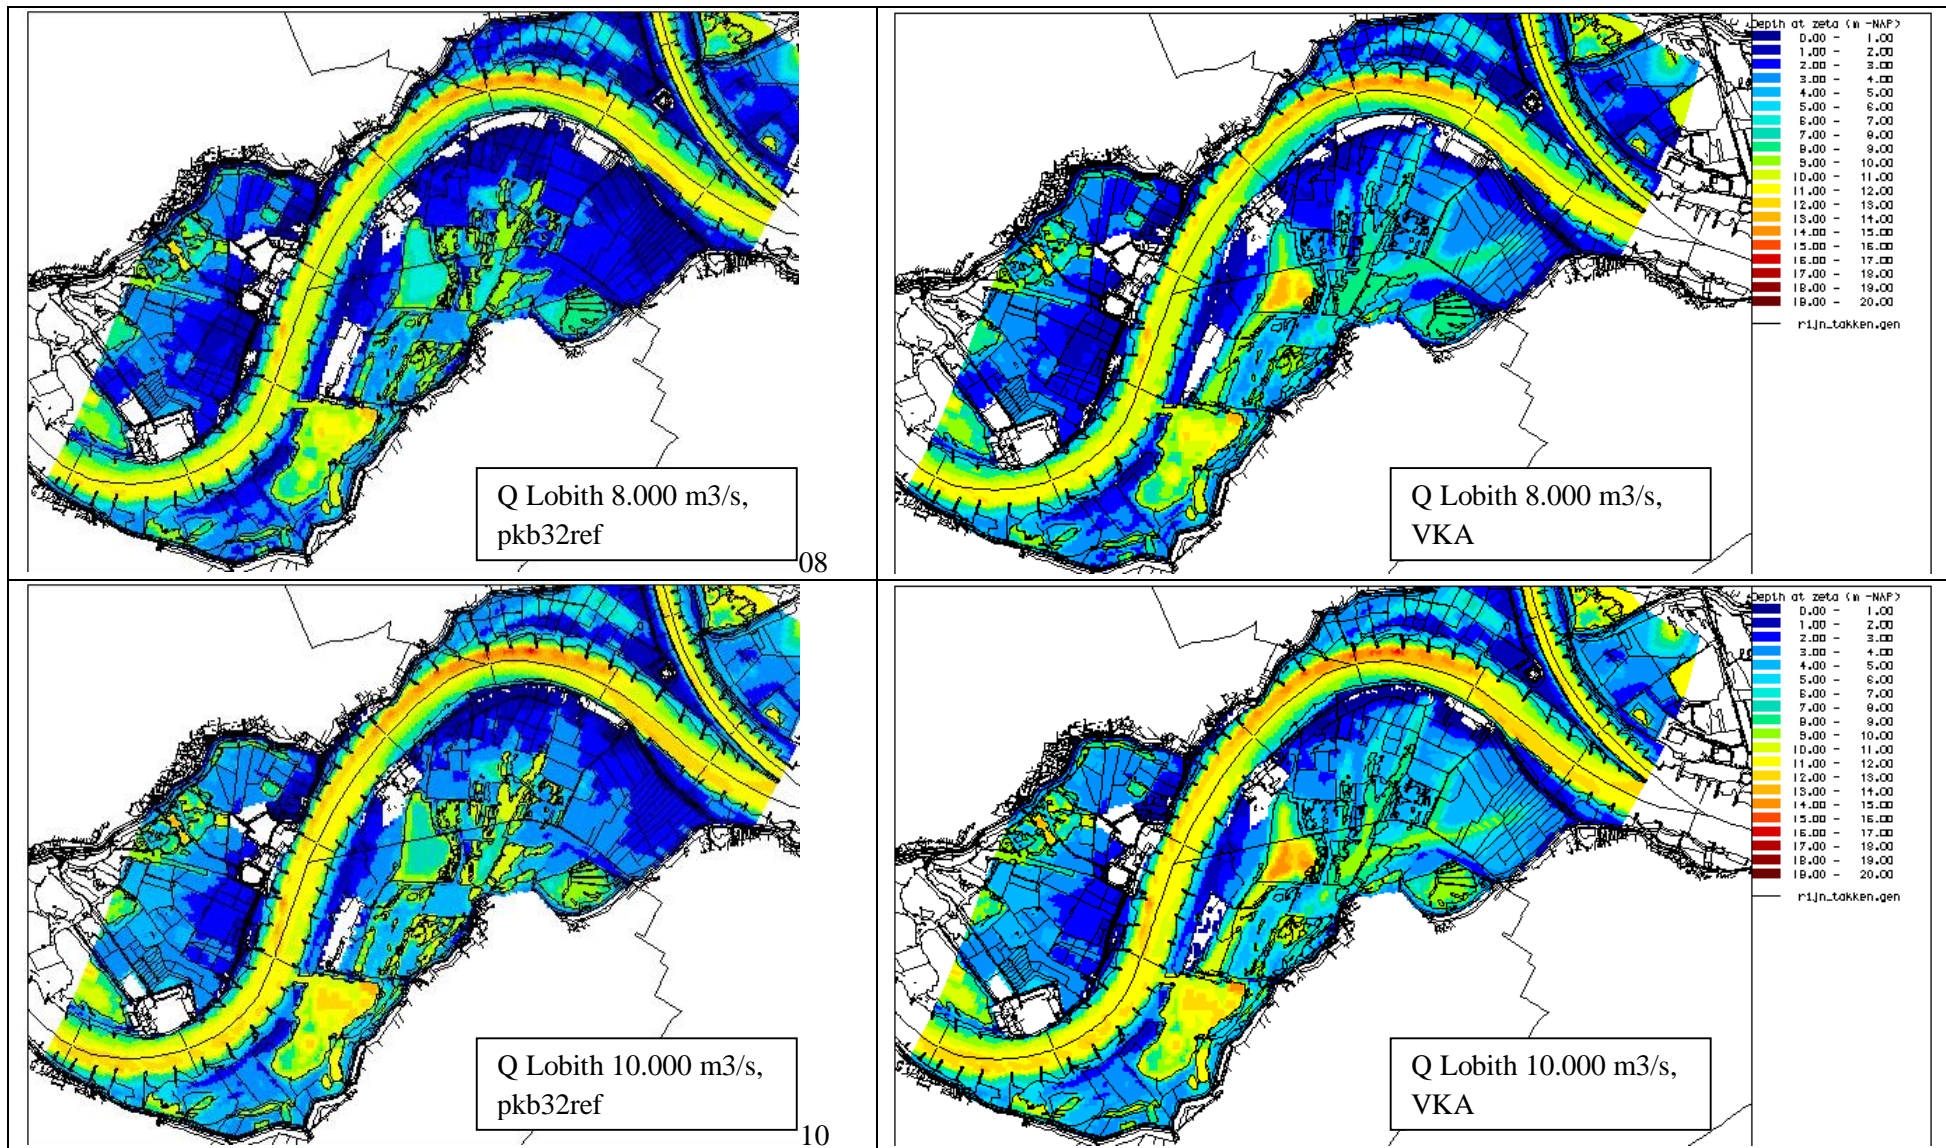 Depth at zeta (m -NAP)
0.00 - 1.00
1.00 - 2.00
2.00 - 3.00
3.00 - 4.00
4.00 - 5.00
5.00 - 6.00
6.00 - 7.00
7.00 - 8.00
8.00 - 9.00
9.00 - 10.00
10.00 - 11.00
11.00 - 12.00
12.00 - 13.00
13.00 - 14.00
14.00 - 15.00
15.00 - 16.00
16.00 - 17.00
17.00 - 18.00
18.00 - 19.00
19.00 - 20.00
rijn_takken.gen
Q Lobith 8.000 m3/s,
pkb32ref
08
Q Lobith 8.000 m3/s,
VKA
Depth at zeta (m -NAP)
0.00 - 1.00
1.00 - 2.00
2.00 - 3.00
3.00 - 4.00
4.00 - 5.00
5.00 - 6.00
6.00 - 7.00
7.00 - 8.00
8.00 - 9.00
9.00 - 10.00
10.00 - 11.00
11.00 - 12.00
12.00 - 13.00
13.00 - 14.00
14.00 - 15.00
15.00 - 16.00
16.00 - 17.00
17.00 - 18.00
18.00 - 19.00
19.00 - 20.00
rijn_takken.gen
Q Lobith 10.000 m3/s,
pkb32ref
10
Q Lobith 10.000 m3/s,
VKA